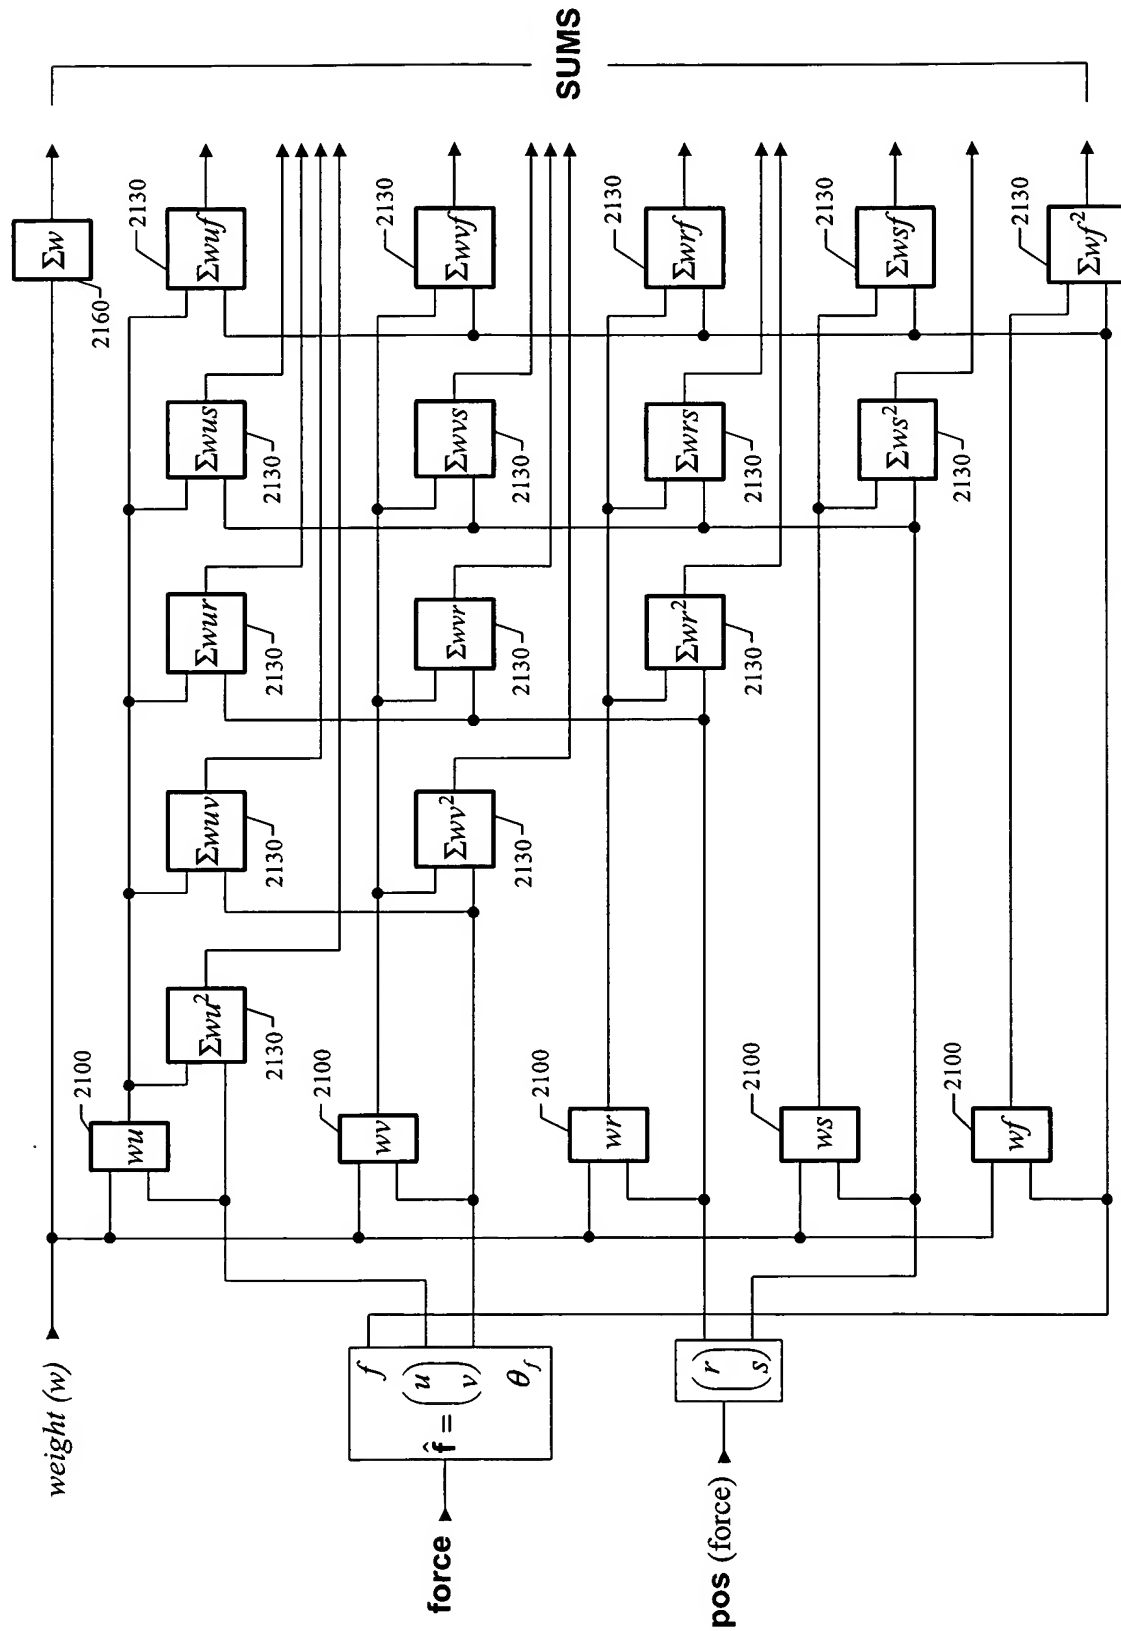 SUMS
weight (w)
Σw
2160
wu
2100
Σwu²
2130
Σwuv
2130
Σwur
2130
Σwus
2130
Σwuf
2130
force
f
f̂ = (u v)
θf
wv
2100
Σwv²
2130
Σwvr
2130
Σwvs
2130
Σwvf
2130
pos (force)
(r s)
wr
2100
Σwr²
2130
Σwrs
2130
Σwrf
2130
ws
2100
Σws²
2130
Σwsf
2130
wf
2100
Σwf²
2130